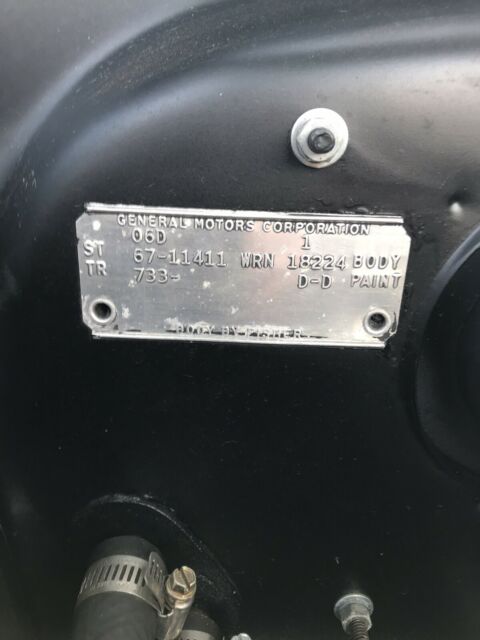 GENERAL MOTORS CORPORATION
06D 1
ST 67-11411 WRN 18224 BODY
TR 733- D-D PAINT
BODY BY FISHER